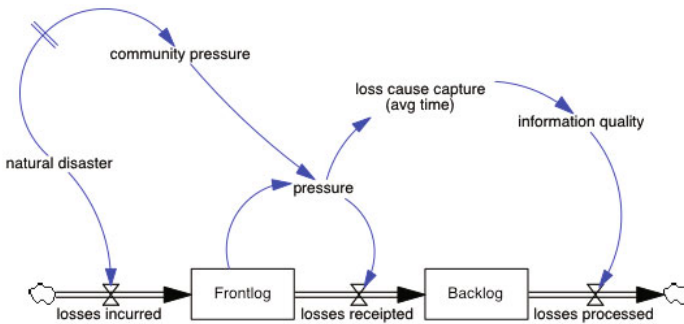 community pressure
loss cause capture
(avg time)
information quality
natural disaster
pressure
Frontlog
Backlog
losses incurred
losses receipted
losses processed